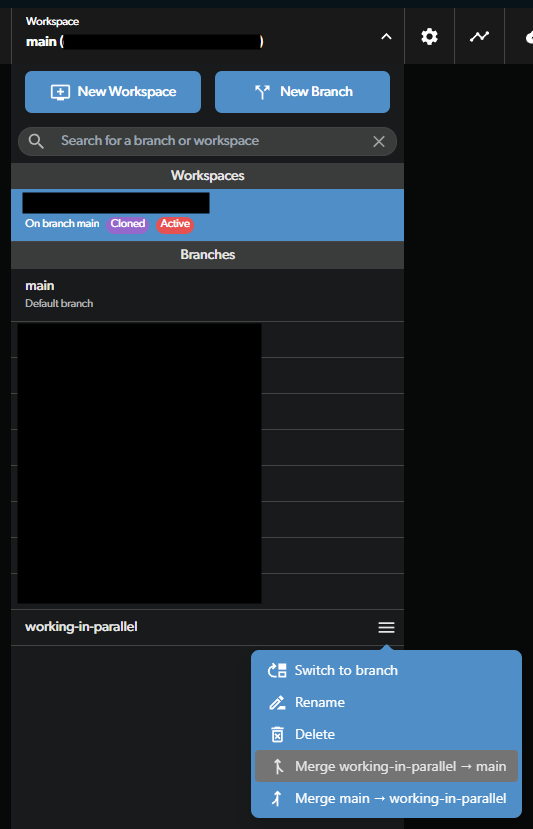 Workspace
main ( )
New Workspace
New Branch
Search for a branch or workspace
Workspaces
On branch main Cloned Active
Branches
main
Default branch
working-in-parallel
Switch to branch
Rename
Delete
Merge working-in-parallel → main
Merge main → working-in-parallel